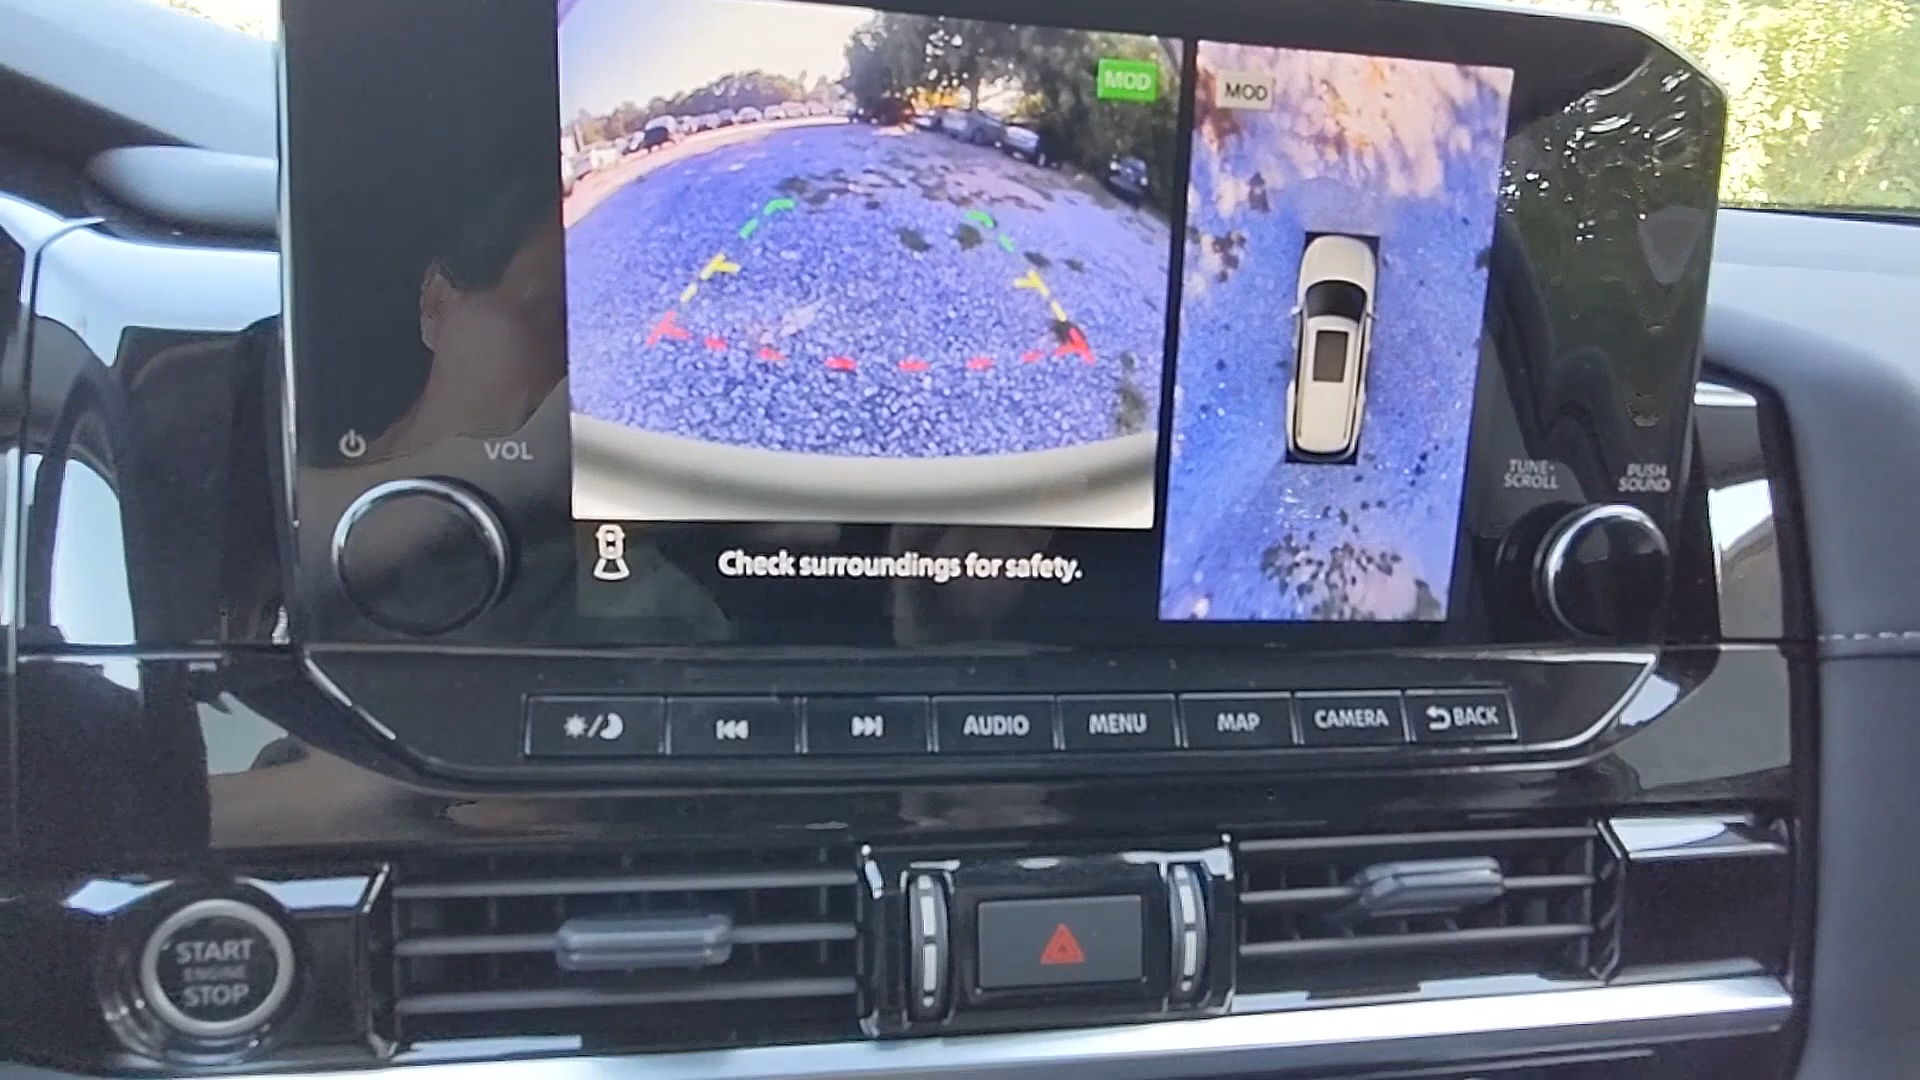 MOD
MOD
VOL
TUNE•
SCROLL
PUSH
SOUND
Check surroundings for safety.
AUDIO
MENU
MAP
CAMERA
BACK
START
ENGINE
STOP